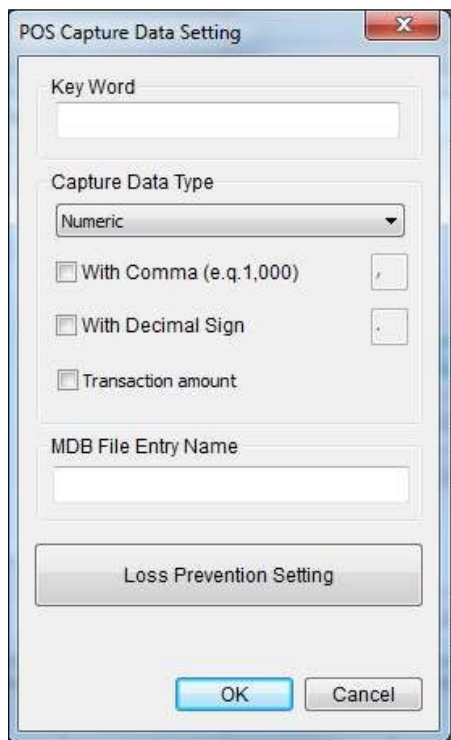 POS Capture Data Setting
Key Word
Capture Data Type
Numeric
With Comma (e.q.1,000) ,
With Decimal Sign .
Transaction amount
MDB File Entry Name
Loss Prevention Setting
OK Cancel